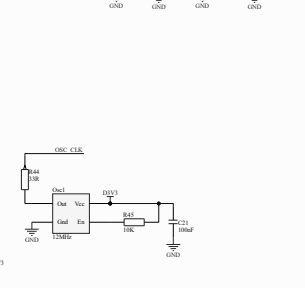 GND GND GND GND
OSC_CLK
R44
33R
Osc1
Out Vcc
Gnd En
12MHz
D3V3
R45
10K
C21
100nF
GND
GND